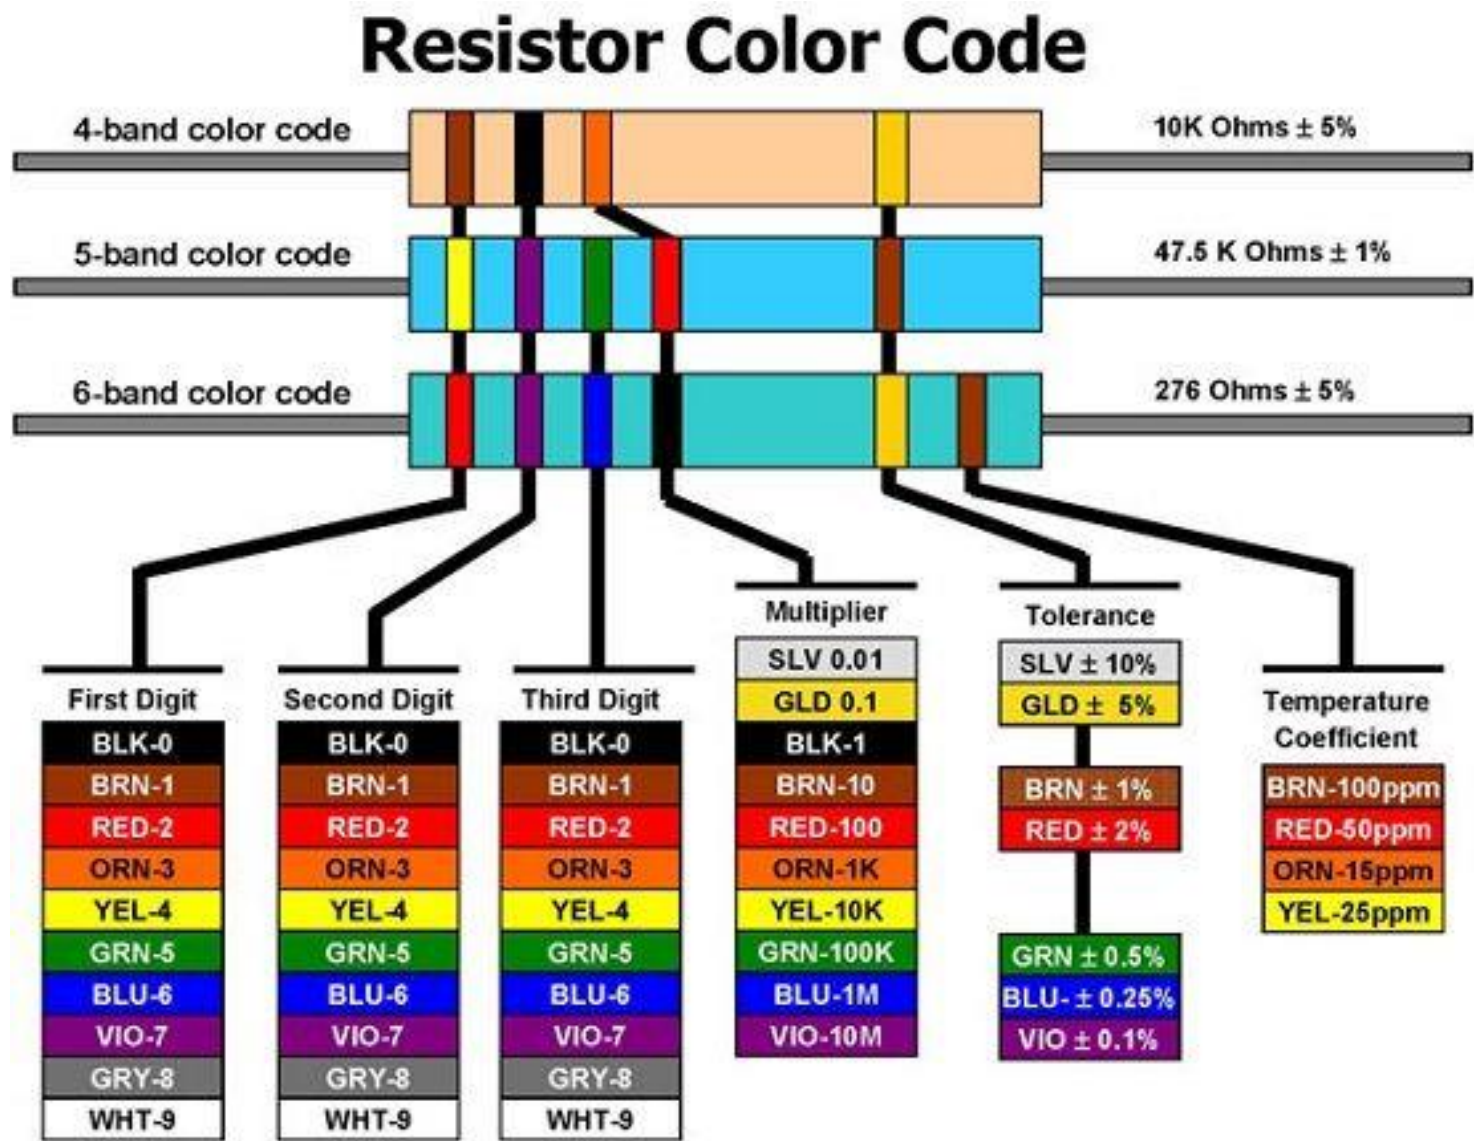 Resistor Color Code
4-band color code
10K Ohms ± 5%
5-band color code
47.5 K Ohms ± 1%
6-band color code
276 Ohms ± 5%
First Digit
BLK-0
BRN-1
RED-2
ORN-3
YEL-4
GRN-5
BLU-6
VIO-7
GRY-8
WHT-9
Second Digit
BLK-0
BRN-1
RED-2
ORN-3
YEL-4
GRN-5
BLU-6
VIO-7
GRY-8
WHT-9
Third Digit
BLK-0
BRN-1
RED-2
ORN-3
YEL-4
GRN-5
BLU-6
VIO-7
GRY-8
WHT-9
Multiplier
SLV 0.01
GLD 0.1
BLK-1
BRN-10
RED-100
ORN-1K
YEL-10K
GRN-100K
BLU-1M
VIO-10M
Tolerance
SLV ± 10%
GLD ± 5%
BRN ± 1%
RED ± 2%
GRN ± 0.5%
BLU- ± 0.25%
VIO ± 0.1%
Temperature
Coefficient
BRN-100ppm
RED-50ppm
ORN-15ppm
YEL-25ppm